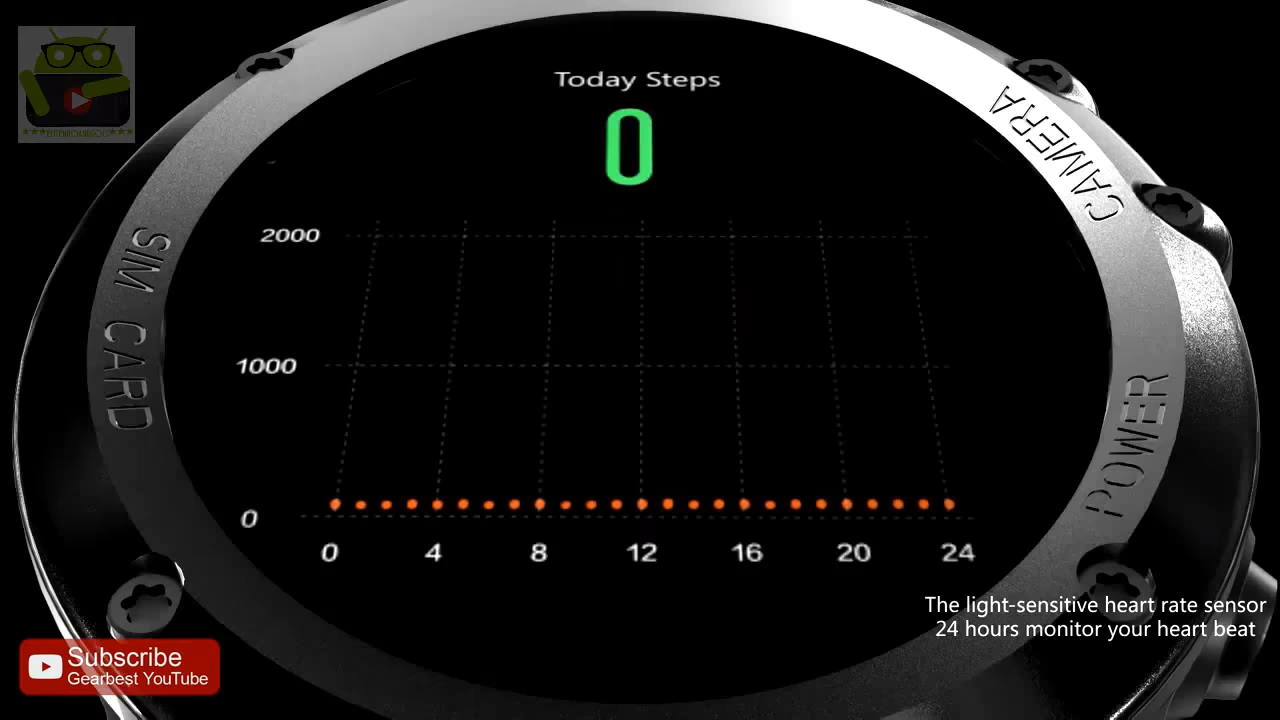 Today Steps
0
2000
1000
0
0 4 8 12 16 20 24
SIM CARD
CAMERA
POWER
The light-sensitive heart rate sensor
24 hours monitor your heart beat
Subscribe
Gearbest YouTube